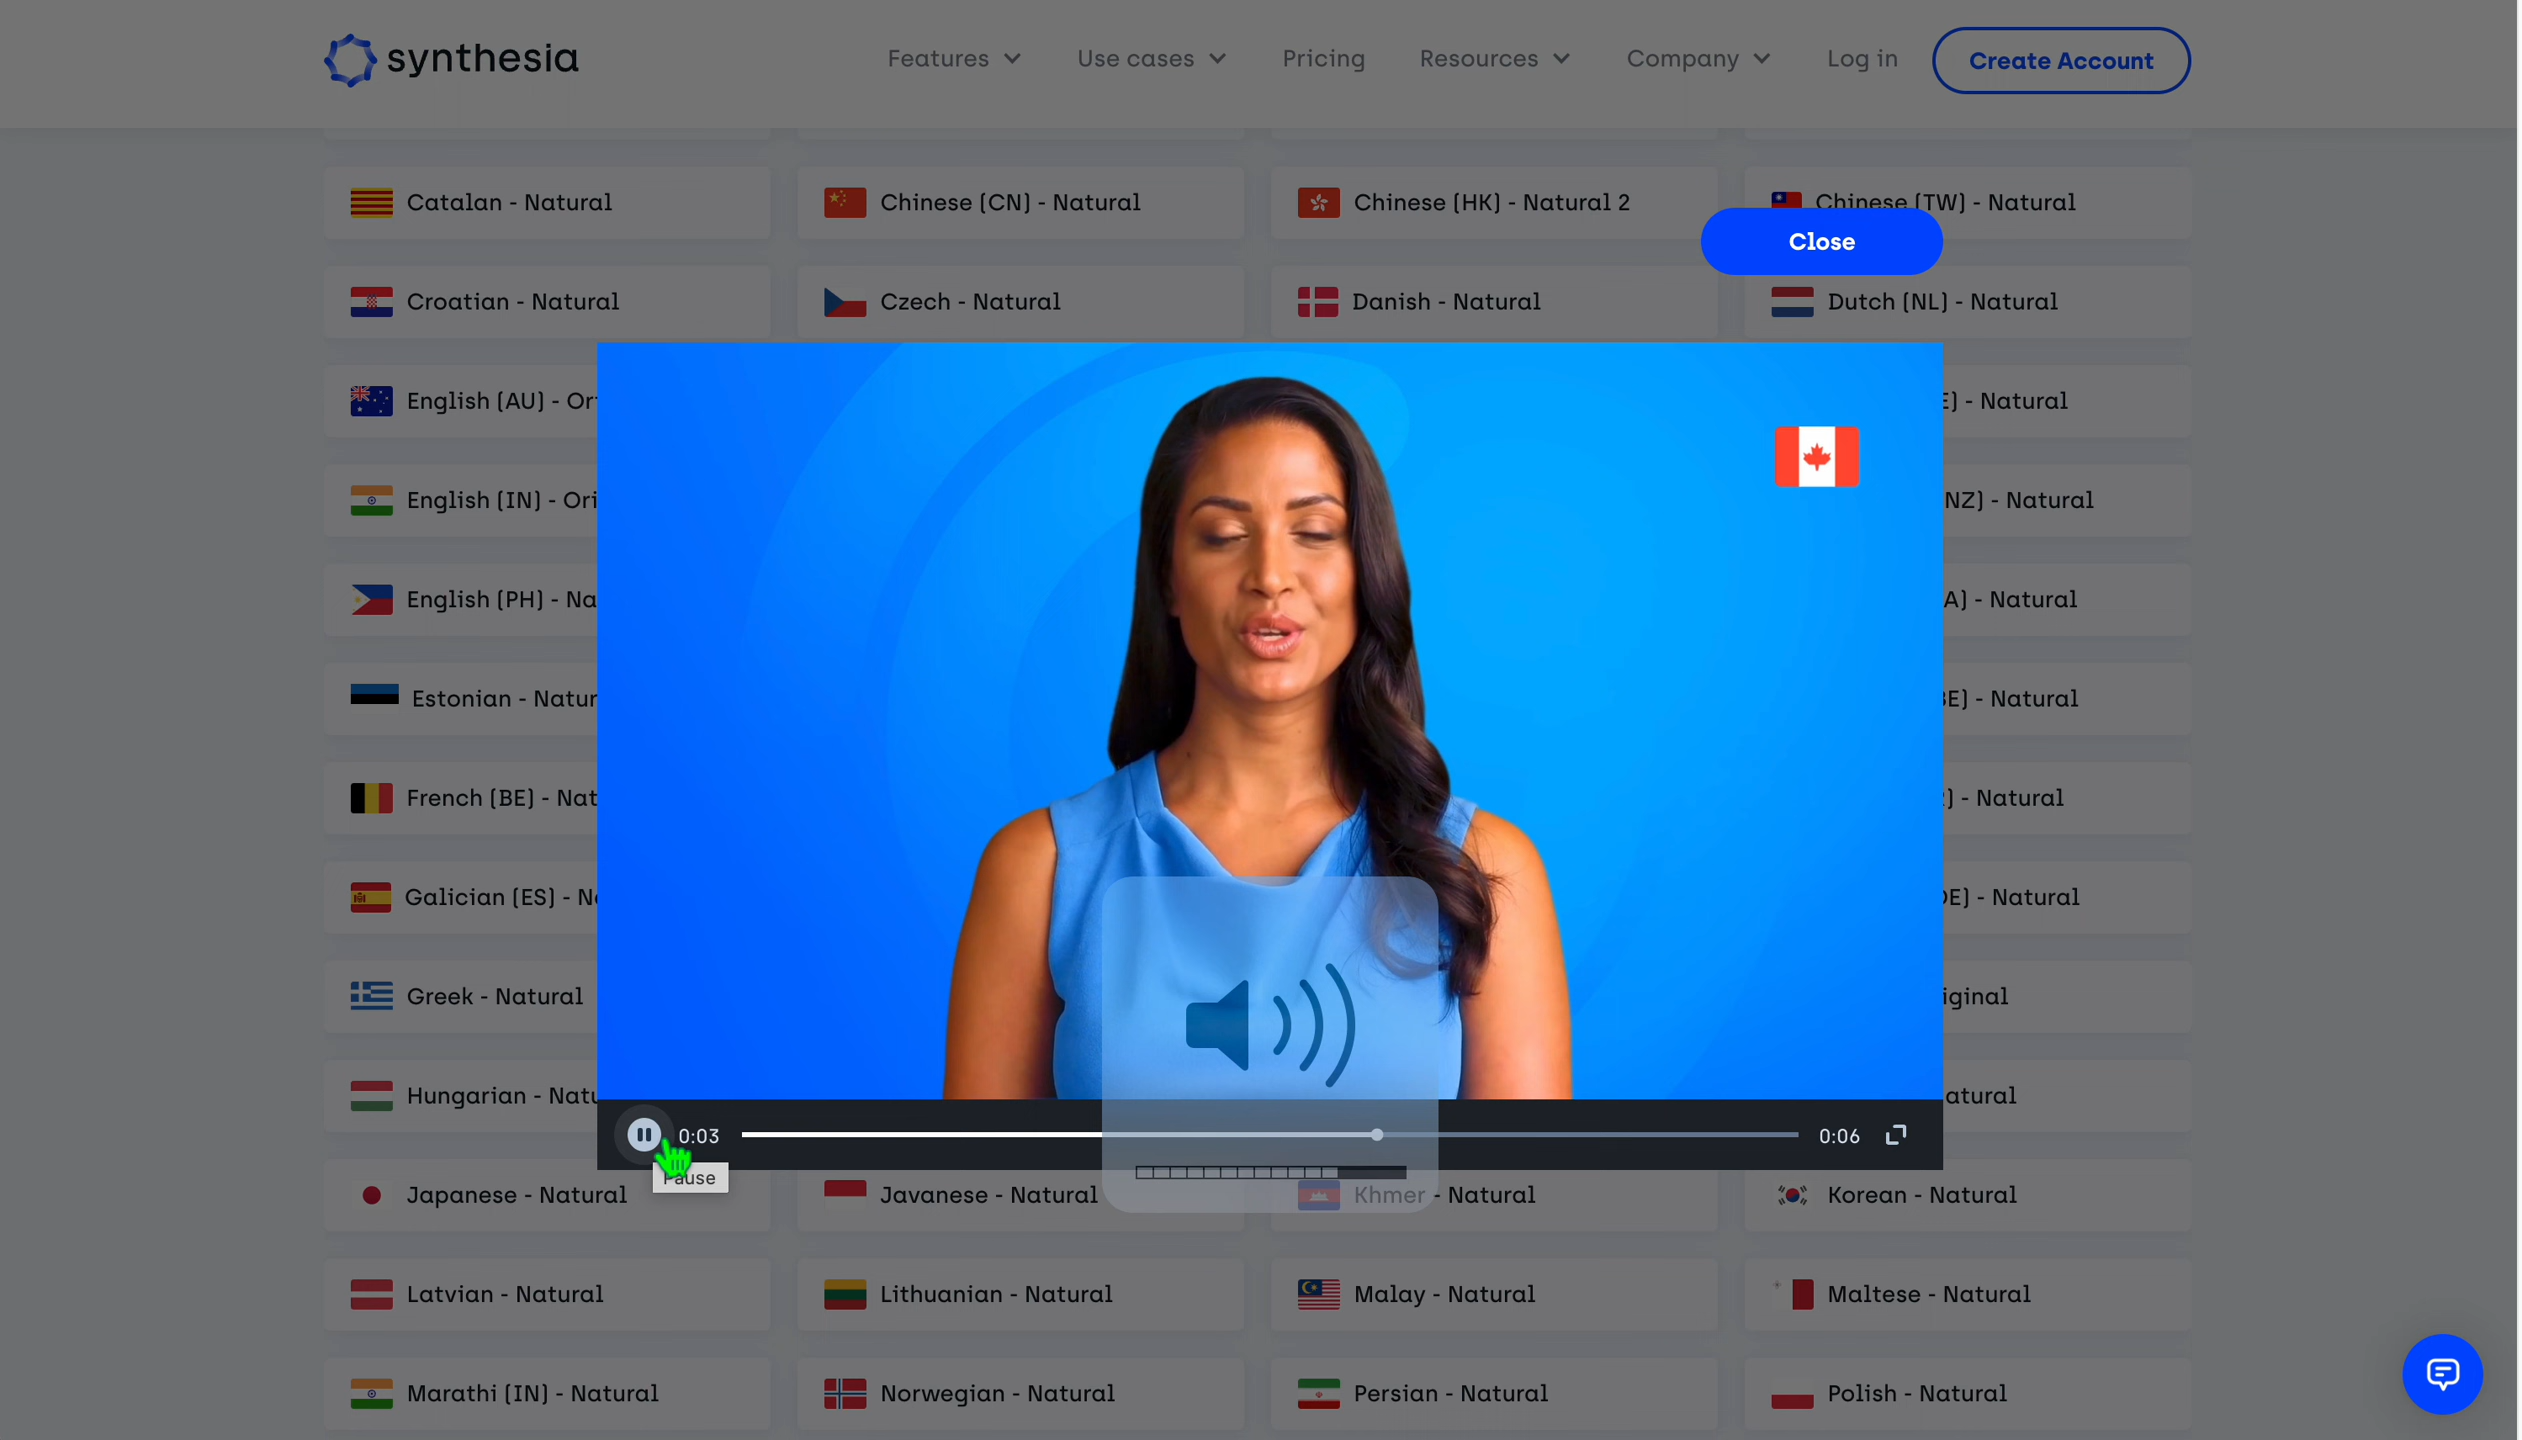 synthesia
Features
Use cases
Pricing
Resources
Company
Log in
Create Account
Catalan - Natural
Chinese (CN) - Natural
Chinese (HK) - Natural 2
Chinese (TW) - Natural
Close
Croatian - Natural
Czech - Natural
Danish - Natural
Dutch (NL) - Natural
English (AU) - Or
E) - Natural
English (IN) - Ori
NZ) - Natural
English (PH) - Na
A) - Natural
Estonian - Natur
BE) - Natural
French (BE) - Nat
) - Natural
Galician (ES) - Na
DE) - Natural
Greek - Natural
iginal
Hungarian - Natu
atural
0:03
0:06
Pause
Japanese - Natural
Javanese - Natural
Khmer - Natural
Korean - Natural
Latvian - Natural
Lithuanian - Natural
Malay - Natural
Maltese - Natural
Marathi (IN) - Natural
Norwegian - Natural
Persian - Natural
Polish - Natural